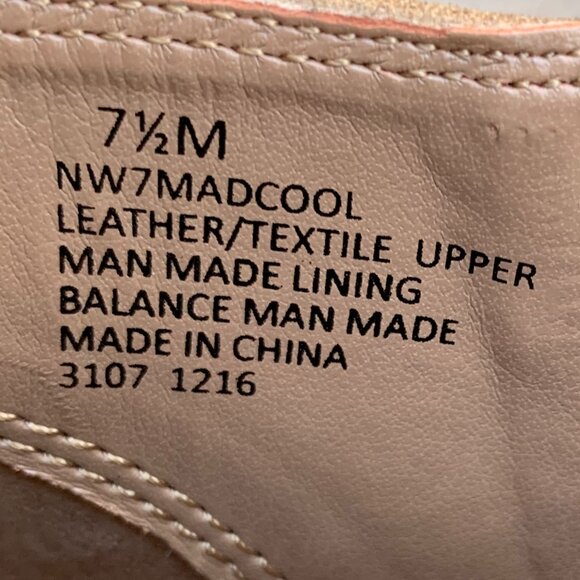 7½M
NW7MADCOOL
LEATHER/TEXTILE UPPER
MAN MADE LINING
BALANCE MAN MADE
MADE IN CHINA
3107 1216